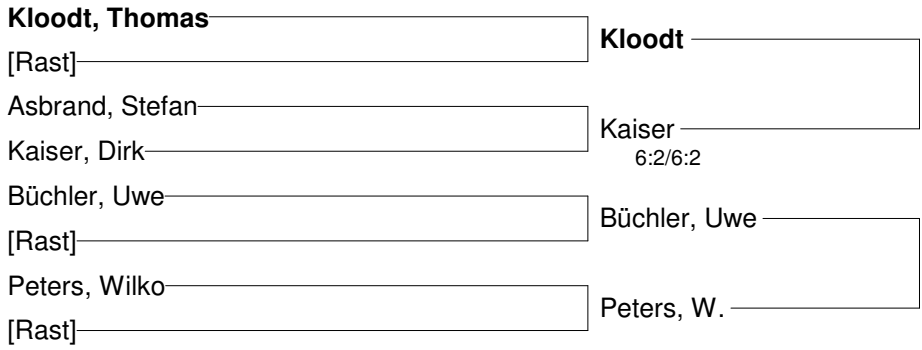 Kloodt, Thomas
[Rast]
Asbrand, Stefan
Kaiser, Dirk
Büchler, Uwe
[Rast]
Peters, Wilko
[Rast]
Kloodt
Kaiser
6:2/6:2
Büchler, Uwe
Peters, W.